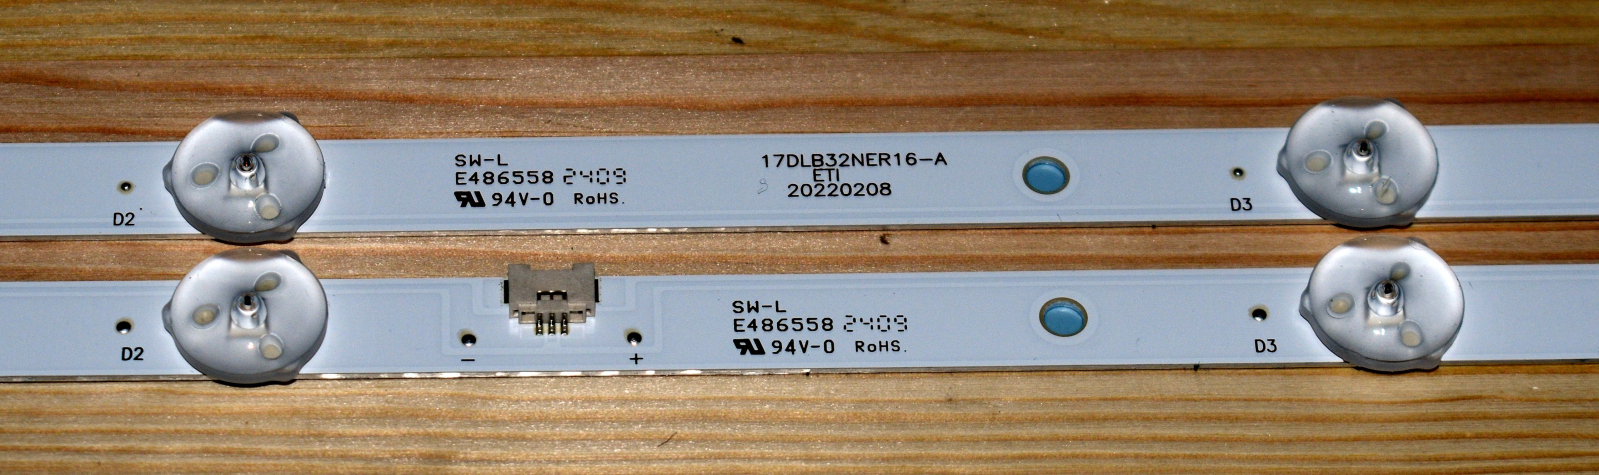 SW-L
E486558 2409
94V-0 RoHS.
17DLB32NER16-A
ETI
20220208
D2
D3
SW-L
E486558 2409
94V-0 RoHS.
D2
- +
D3